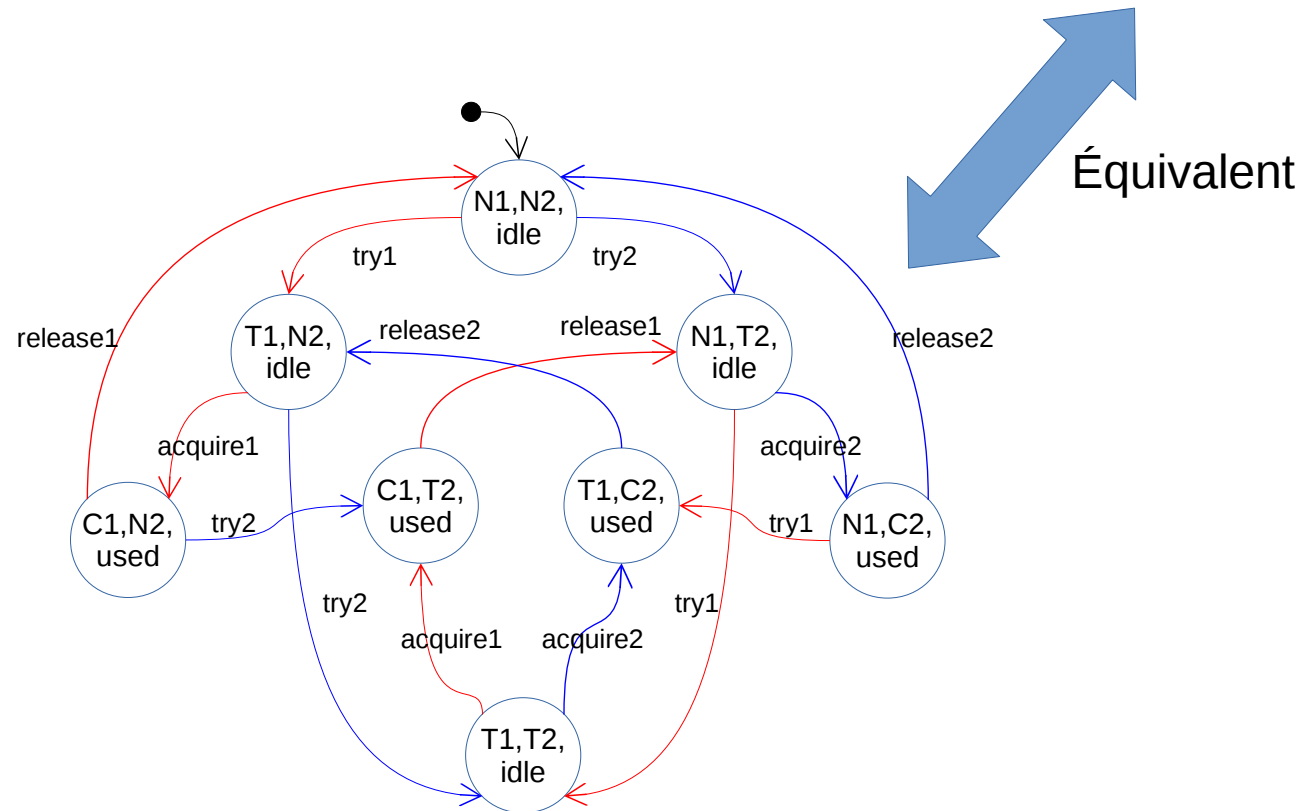 Équivalent
N1,N2,
idle
try1
try2
release1
T1,N2,
idle
release2
release1
N1,T2,
idle
release2
acquire1
acquire2
C1,N2,
used
try2
C1,T2,
used
T1,C2,
used
try1
N1,C2,
used
try2
try1
acquire1
acquire2
T1,T2,
idle